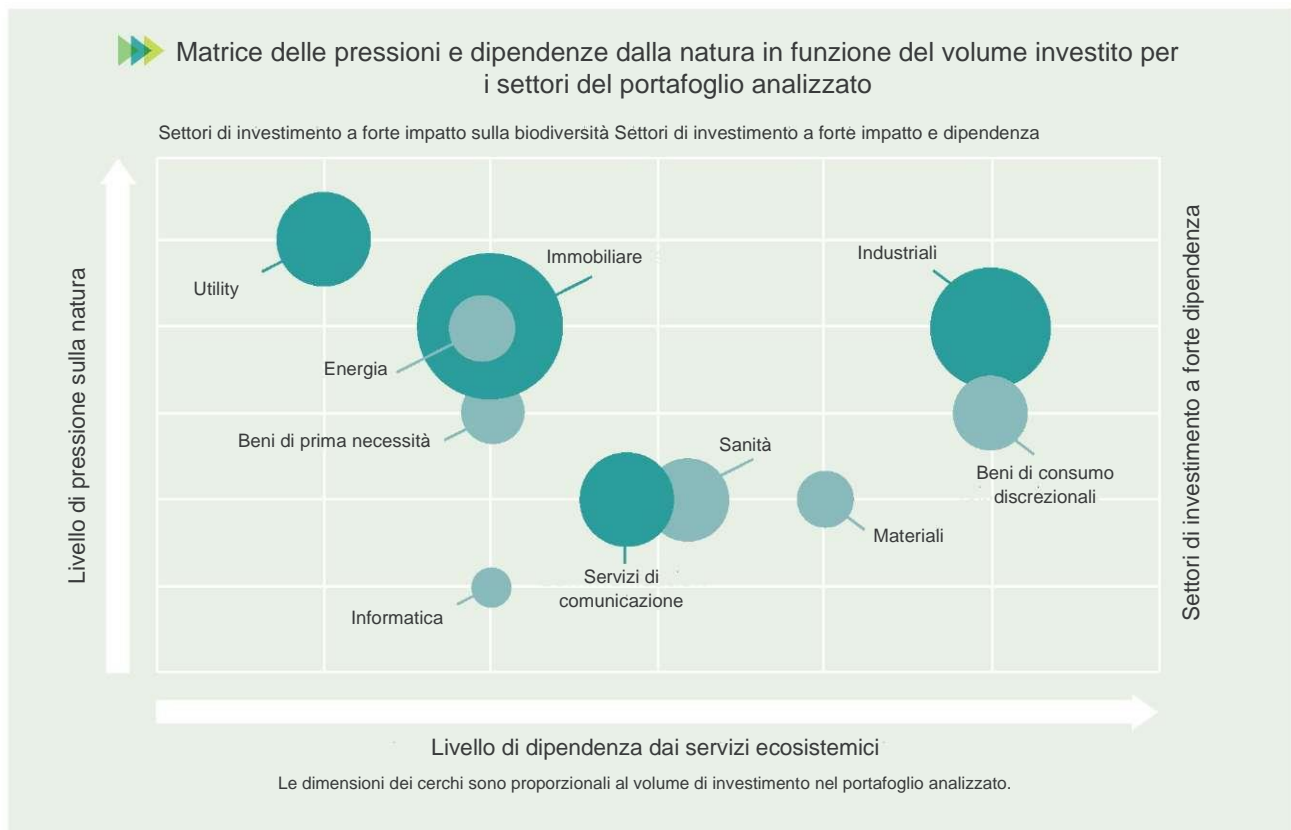 Matrice delle pressioni e dipendenze dalla natura in funzione del volume investito per
i settori del portafoglio analizzato
Settori di investimento a forte impatto sulla biodiversità Settori di investimento a forte impatto e dipendenza
Livello di pressione sulla natura
Settori di investimento a forte dipendenza
Utility
Immobiliare
Industriali
Energia
Beni di prima necessità
Sanità
Beni di consumo
discrezionali
Materiali
Servizi di
comunicazione
Informatica
Livello di dipendenza dai servizi ecosistemici
Le dimensioni dei cerchi sono proporzionali al volume di investimento nel portafoglio analizzato.